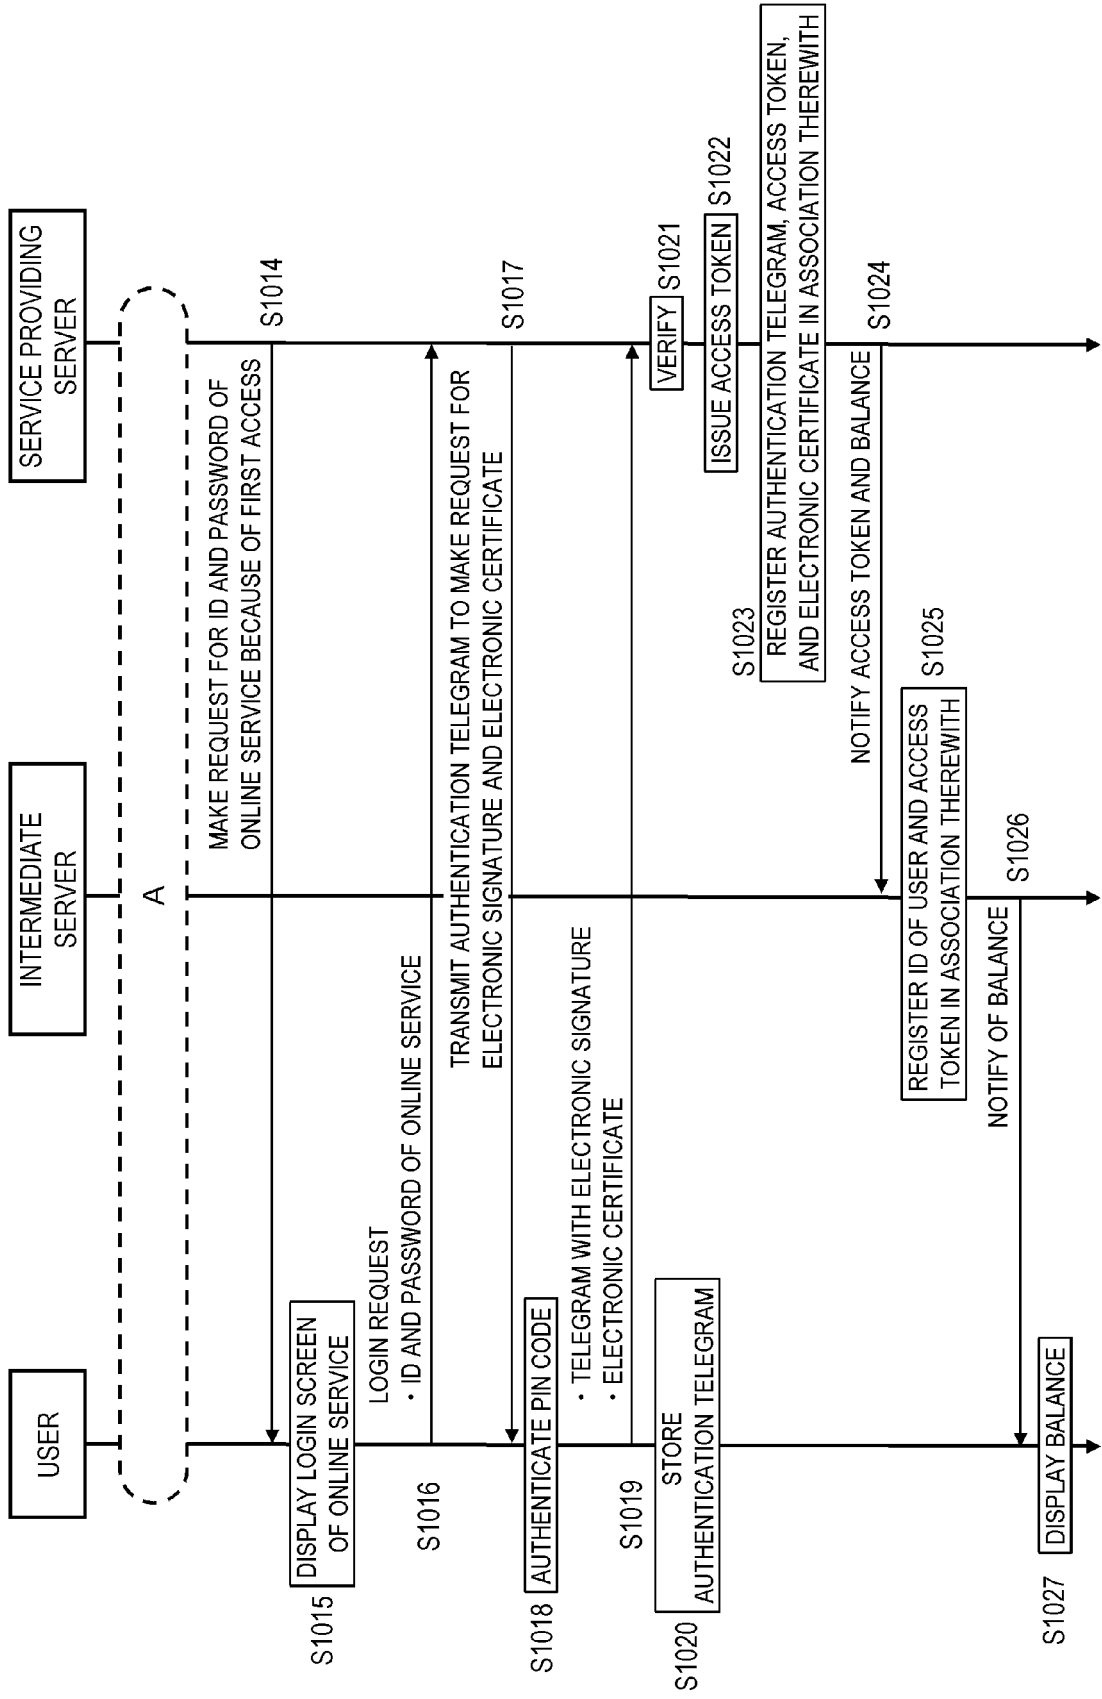 USER
INTERMEDIATE
SERVER
SERVICE PROVIDING
SERVER
A
MAKE REQUEST FOR ID AND PASSWORD OF
ONLINE SERVICE BECAUSE OF FIRST ACCESS
S1014
S1015
DISPLAY LOGIN SCREEN
OF ONLINE SERVICE
LOGIN REQUEST
・ID AND PASSWORD OF ONLINE SERVICE
S1016
TRANSMIT AUTHENTICATION TELEGRAM TO MAKE REQUEST FOR
ELECTRONIC SIGNATURE AND ELECTRONIC CERTIFICATE
S1017
S1018
AUTHENTICATE PIN CODE
・TELEGRAM WITH ELECTRONIC SIGNATURE
・ELECTRONIC CERTIFICATE
S1019
S1020
STORE
AUTHENTICATION TELEGRAM
VERIFY
S1021
ISSUE ACCESS TOKEN
S1022
S1023
REGISTER AUTHENTICATION TELEGRAM, ACCESS TOKEN,
AND ELECTRONIC CERTIFICATE IN ASSOCIATION THEREWITH
NOTIFY ACCESS TOKEN AND BALANCE
S1024
REGISTER ID OF USER AND ACCESS
TOKEN IN ASSOCIATION THEREWITH
S1025
NOTIFY OF BALANCE
S1026
S1027
DISPLAY BALANCE